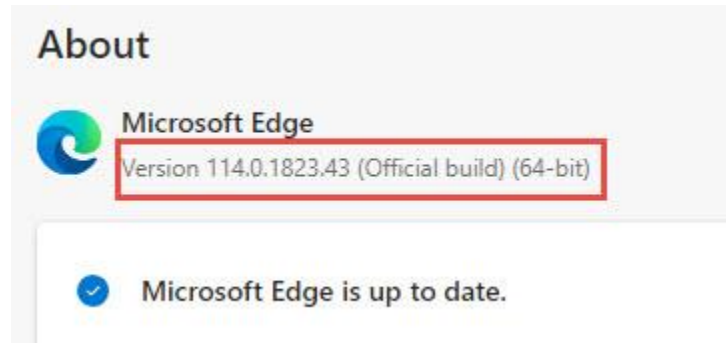 About
Microsoft Edge
Version 114.0.1823.43 (Official build) (64-bit)
Microsoft Edge is up to date.